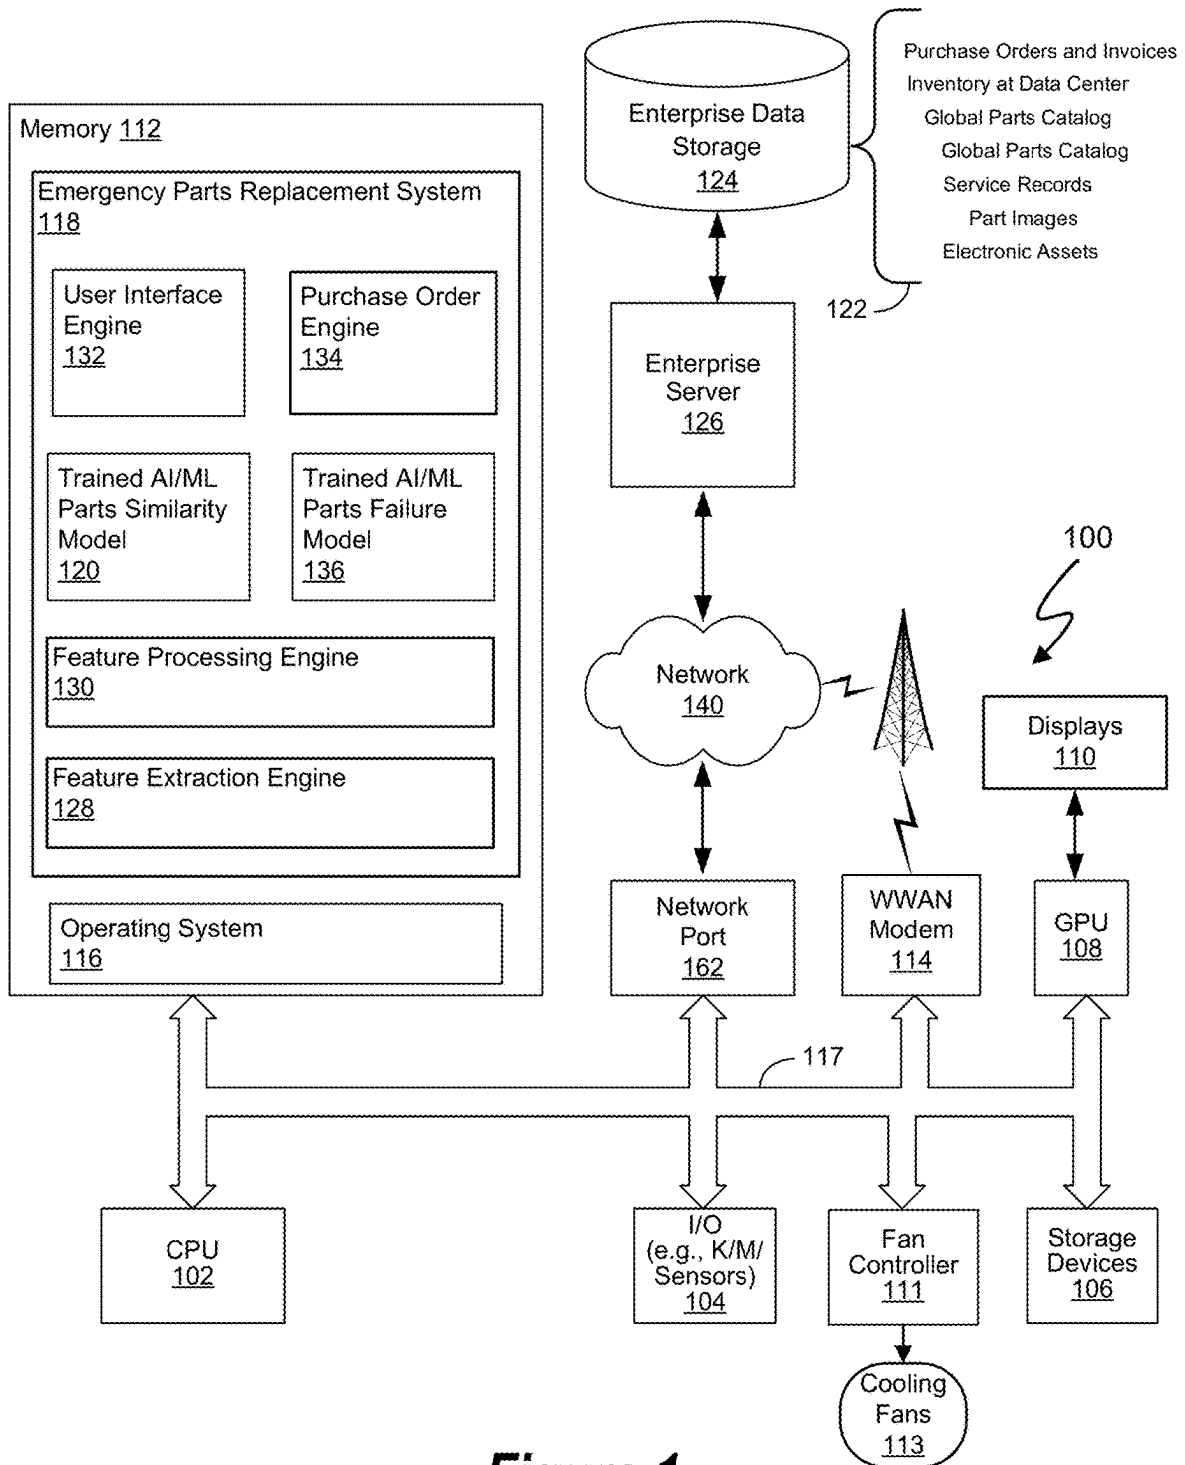 Memory 112
Emergency Parts Replacement System
118
User Interface
Engine
132
Purchase Order
Engine
134
Trained AI/ML
Parts Similarity
Model
120
Trained AI/ML
Parts Failure
Model
136
Feature Processing Engine
130
Feature Extraction Engine
128
Operating System
116
Enterprise Data
Storage
124
Purchase Orders and Invoices
Inventory at Data Center
Global Parts Catalog
Global Parts Catalog
Service Records
Part Images
Electronic Assets
122
Enterprise
Server
126
Network
140
100
Displays
110
Network
Port
162
WWAN
Modem
114
GPU
108
117
CPU
102
I/O
(e.g., K/M/
Sensors)
104
Fan
Controller
111
Storage
Devices
106
Cooling
Fans
113
Figure 1